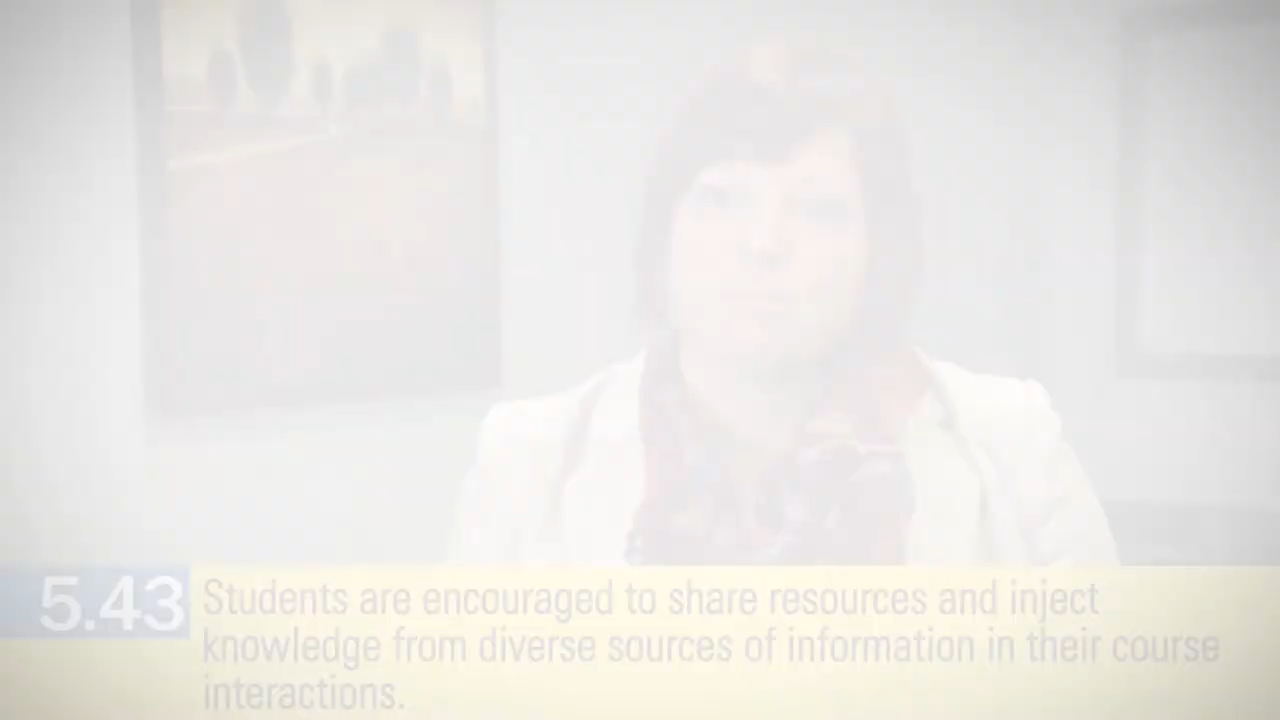 5.43
Students are encouraged to share resources and inject
knowledge from diverse sources of information in their course
interactions.